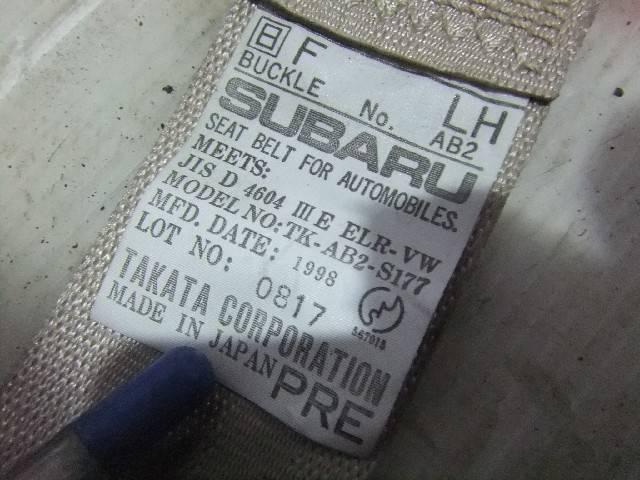 日 F LH
BUCKLE No. AB2
SUBARU
SEAT BELT FOR AUTOMOBILES.
MEETS:
JIS D 4604 III E ELR-VW
MODEL NO: TK-AB2-S177
MFD. DATE: 1998
LOT NO: 0817
TAKATA CORPORATION
MADE IN JAPAN PRE